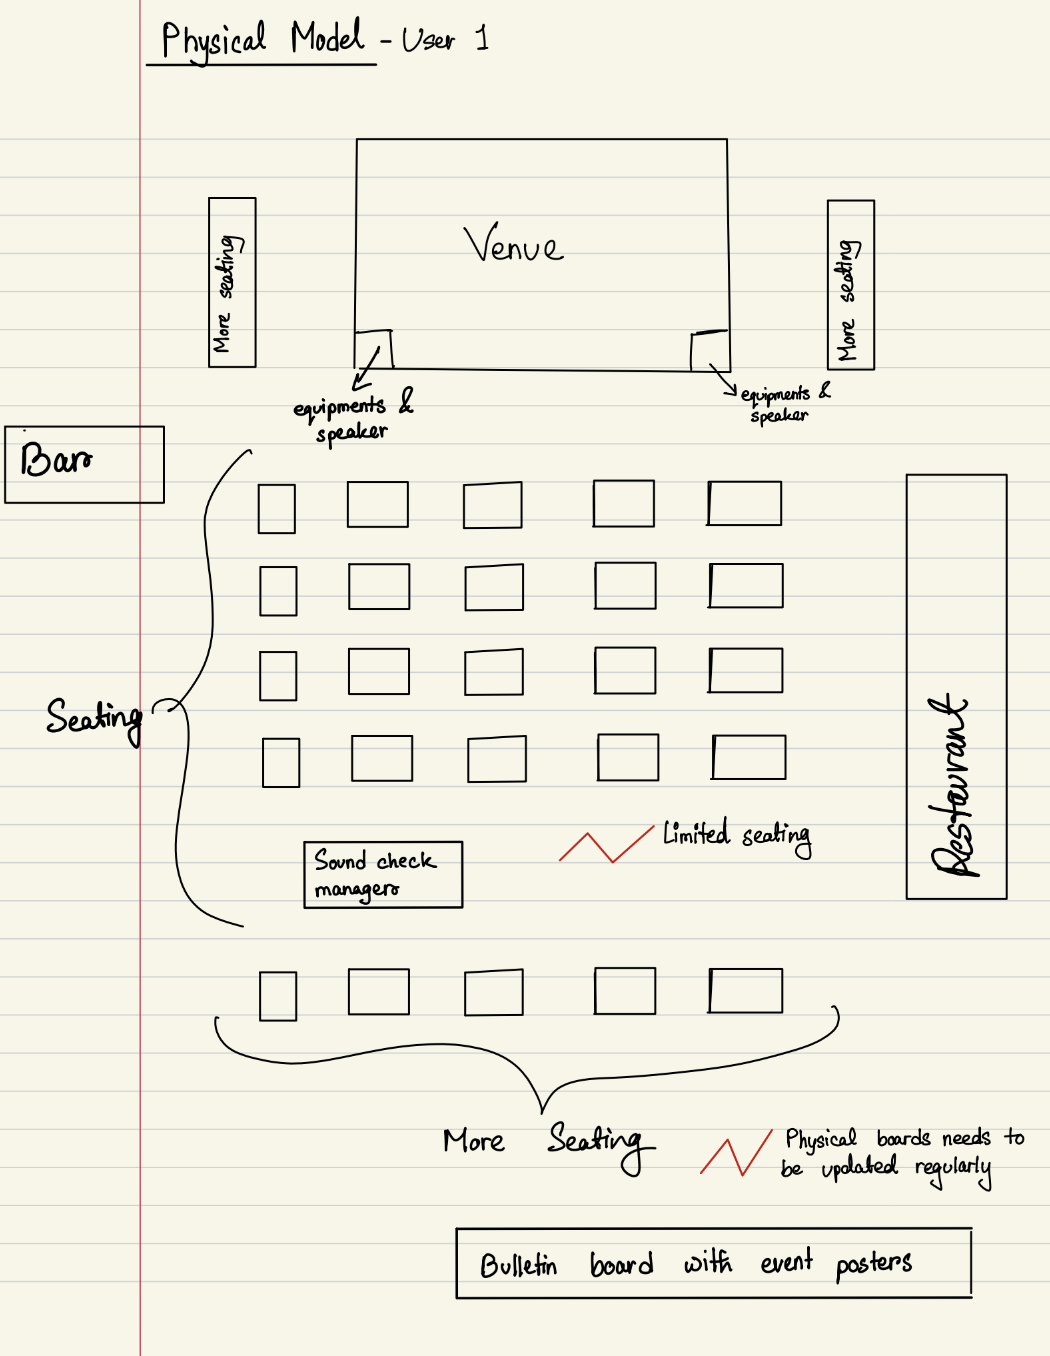 Physical Model - User 1
Venue
More seating
More seating
equipments &
speaker
equipments &
speaker
Bar
Seating
Restaurant
Limited seating
Sound check
managers
More Seating
Physical boards needs to
be updated regularly
Bulletin board with event posters